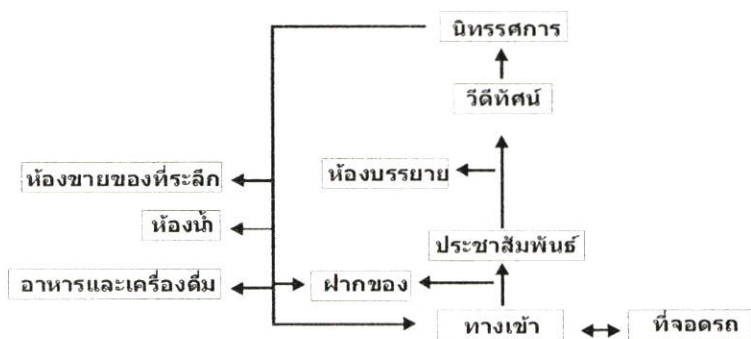 นิทรรศการ
วีดีทัศน์
ห้องขายของที่ระลึก
ห้องบรรยาย
ห้องน้ำ
ประชาสัมพันธ์
อาหารและเครื่องดื่ม
ฝากของ
ทางเข้า
ที่จอดรถ